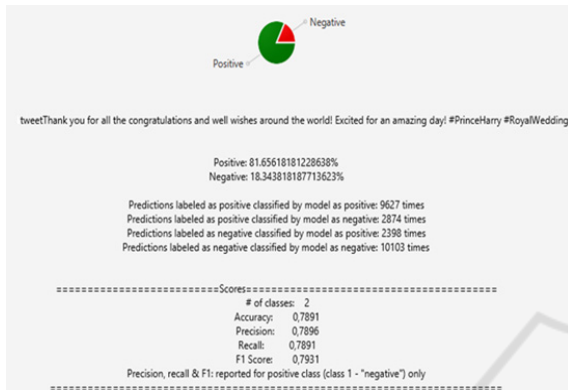 Negative
Positive
tweetThank you for all the congratulations and well wishes around the world! Excited for an amazing day! #PrinceHarry #RoyalWedding
Positive: 81.65618181228638%
Negative: 18.343818187713623%
Predictions labeled as positive classified by model as positive: 9627 times
Predictions labeled as positive classified by model as negative: 2874 times
Predictions labeled as negative classified by model as positive: 2398 times
Predictions labeled as negative classified by model as negative: 10103 times
==========================Scores========================================
# of classes: 2
Accuracy: 0,7891
Precision: 0,7896
Recall: 0,7891
F1 Score: 0,7931
Precision, recall & F1: reported for positive class (class 1 - "negative") only
========================================================================